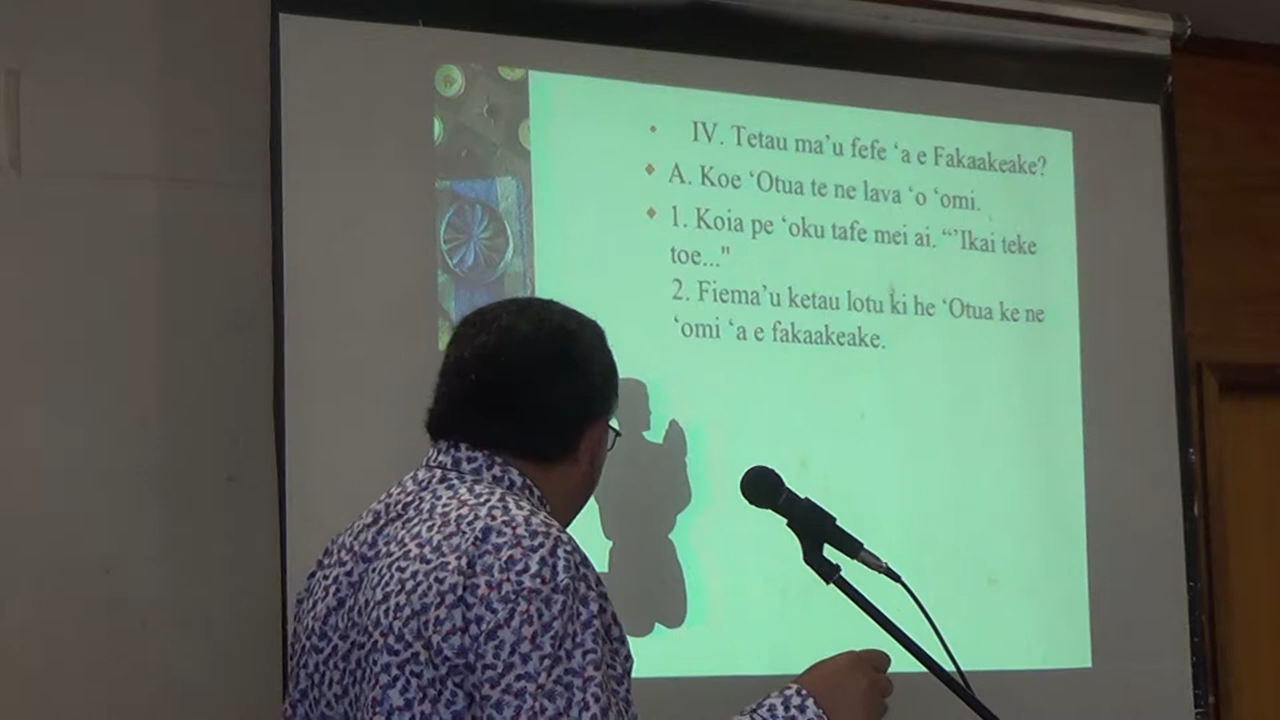 IV. Tetau ma’u fefe ‘a e Fakaakeake?
A. Koe ‘Otua te ne lava ‘o ‘omi.
1. Koia pe ‘oku tafe mei ai. “’Ikai teke
toe..."
2. Fiema’u ketau lotu ki he ‘Otua ke ne
‘omi ‘a e fakaakeake.